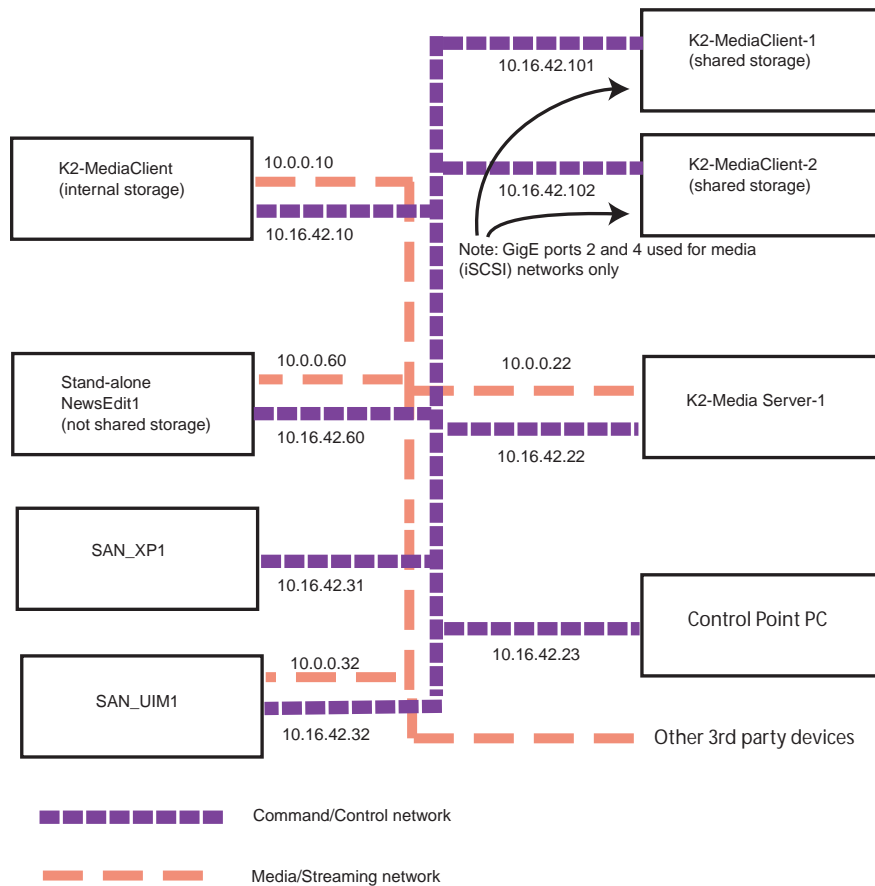 K2-MediaClient-1
(shared storage)
10.16.42.101
K2-MediaClient
(internal storage)
10.0.0.10
10.16.42.10
K2-MediaClient-2
(shared storage)
10.16.42.102
Note: GigE ports 2 and 4 used for media
(iSCSI) networks only
Stand-alone
NewsEdit1
(not shared storage)
10.0.0.60
10.16.42.60
10.0.0.22
K2-Media Server-1
10.16.42.22
SAN_XP1
10.16.42.31
Control Point PC
10.16.42.23
SAN_UIM1
10.0.0.32
10.16.42.32
Other 3rd party devices
Command/Control network
Media/Streaming network